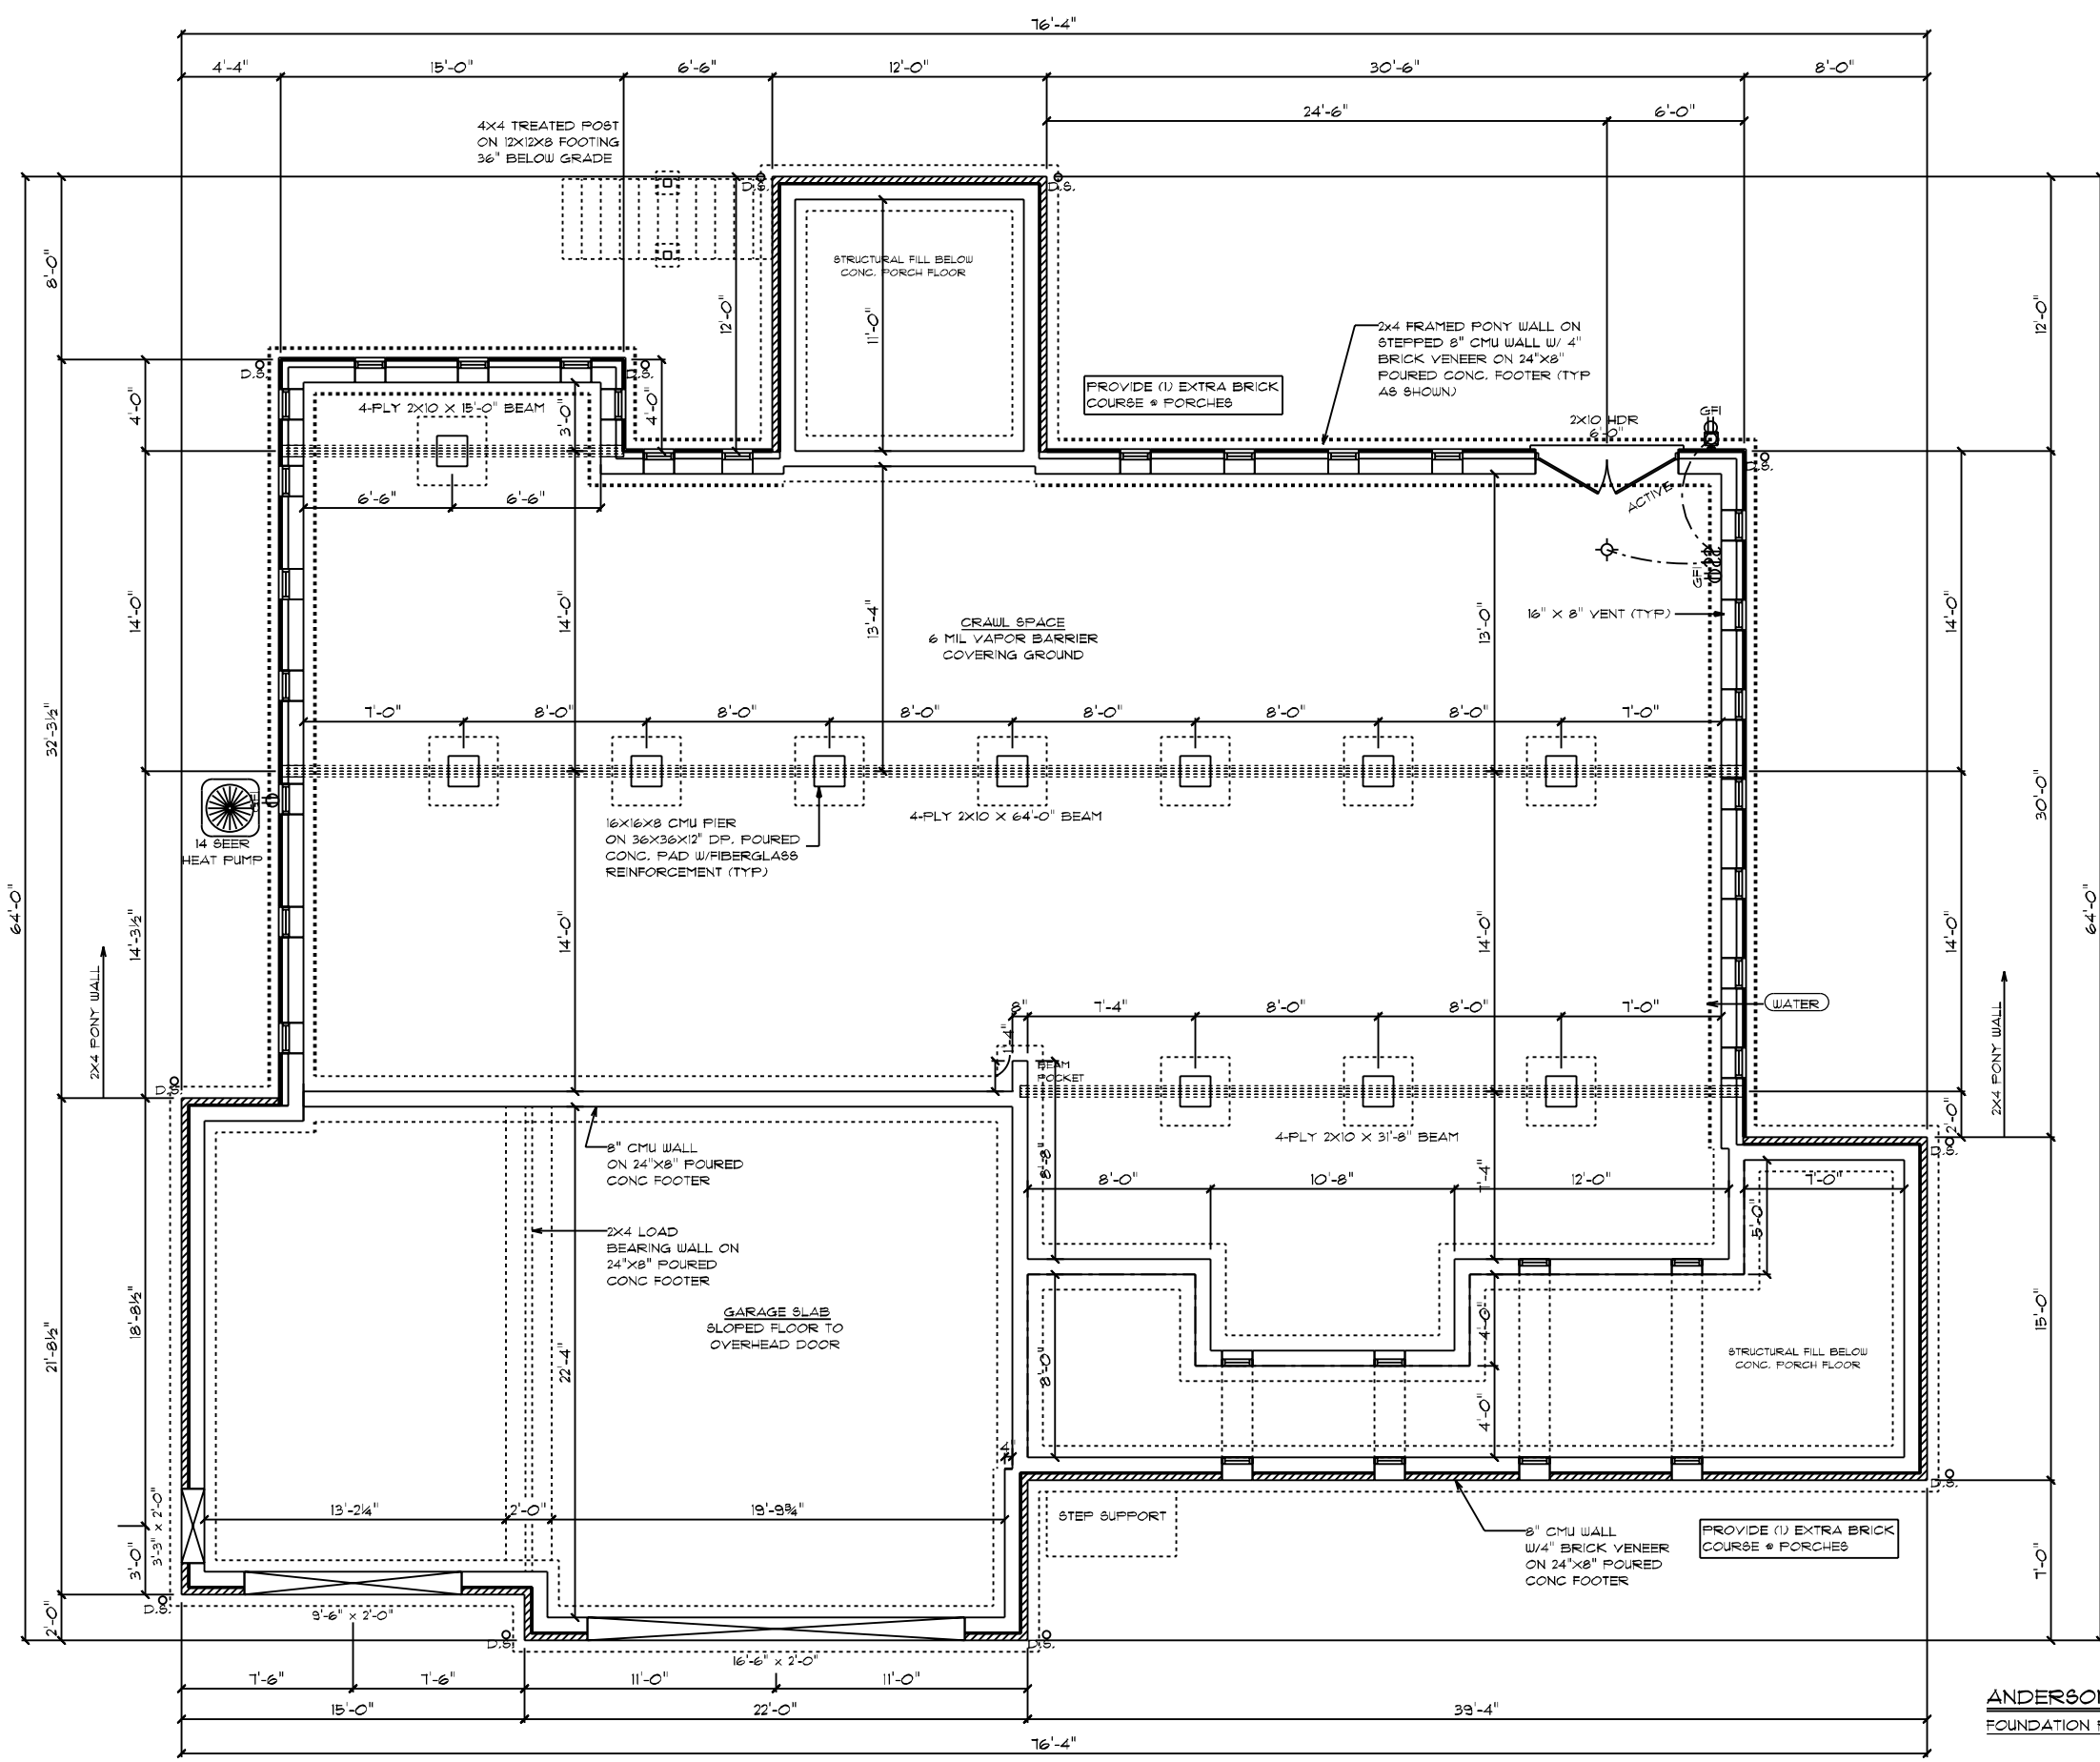 76'-4"
4'-4"
15'-0"
6'-6"
12'-0"
30'-6"
8'-0"
24'-6"
6'-0"
4X4 TREATED POST
ON 12X12X8 FOOTING
36" BELOW GRADE
D.S.
D.S.
8'-0"
12'-0"
STRUCTURAL FILL BELOW
CONC. PORCH FLOOR
11'-0"
12'-0"
2x4 FRAMED PONY WALL ON
STEPPED 8" CMU WALL W/ 4"
BRICK VENEER ON 24"X8"
POURED CONC. FOOTER (TYP
AS SHOWN)
PROVIDE (1) EXTRA BRICK
COURSE @ PORCHES
D.S.
D.S.
4'-0"
4-PLY 2X10 X 15'-0" BEAM
3'-0"
4'-0"
2X10 HDR
6'-0"
GFI
D.S.
6'-6"
6'-6"
ACTIVE
GFI
14'-0"
14'-0"
13'-4"
CRAWL SPACE
6 MIL VAPOR BARRIER
COVERING GROUND
13'-0"
16" X 8" VENT (TYP.)
14'-0"
32'-3½"
7'-0"
8'-0"
8'-0"
8'-0"
8'-0"
8'-0"
8'-0"
7'-0"
30'-0"
GFI
14 SEER
HEAT PUMP
16X16X8 CMU PIER
ON 36X36X12" DP. POURED
CONC. PAD W/FIBERGLASS
REINFORCEMENT (TYP.)
4-PLY 2X10 X 64'-0" BEAM
64'-0"
14'-3½"
14'-0"
14'-0"
14'-0"
64'-0"
2X4 PONY WALL
8"
7'-4"
8'-0"
8'-0"
7'-0"
WATER
2X4 PONY WALL
1'-4"
BEAM
POCKET
D.S.
2'-0"
4-PLY 2X10 X 31'-8" BEAM
D.S.
8" CMU WALL
ON 24"X8" POURED
CONC FOOTER
8'-8"
8'-0"
10'-8"
7'-4"
12'-0"
7'-0"
5'-0"
2X4 LOAD
BEARING WALL ON
24"X8" POURED
CONC FOOTER
GARAGE SLAB
SLOPED FLOOR TO
OVERHEAD DOOR
18'-8½"
21'-8½"
22'-4"
8'-0"
4'-0"
4'-0"
STRUCTURAL FILL BELOW
CONC. PORCH FLOOR
15'-0"
4"
D.S.
13'-2¼"
2'-0"
19'-9¾"
STEP SUPPORT
3'-3" x 2'-0"
3'-0"
8" CMU WALL
W/4" BRICK VENEER
ON 24"X8" POURED
CONC FOOTER
PROVIDE (1) EXTRA BRICK
COURSE @ PORCHES
7'-0"
D.S.
2'-0"
9'-6" x 2'-0"
D.S.
D.S.
16'-6" x 2'-0"
7'-6"
7'-6"
11'-0"
11'-0"
15'-0"
22'-0"
39'-4"
76'-4"
ANDERSON
FOUNDATION